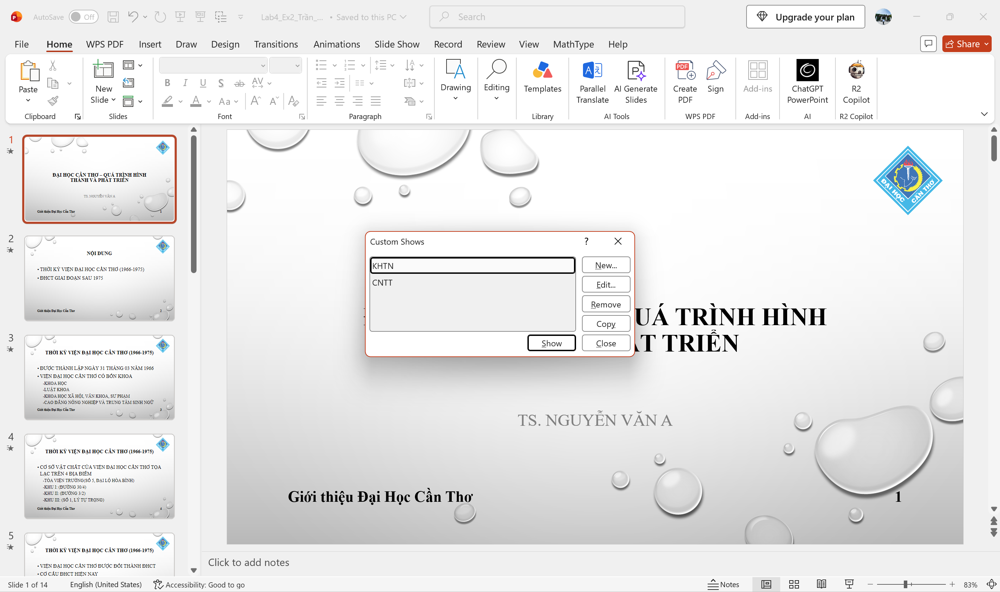 AutoSave Off Lab4_Ex2_Trần_... • Saved to this PC Search Upgrade your plan
File Home WPS PDF Insert Draw Design Transitions Animations Slide Show Record Review View MathType Help Share
Paste
New
Slide
Drawing
Editing
Templates
Parallel
Translate
AI Generate
Slides
Create
PDF
Sign
Add-ins
ChatGPT
PowerPoint
R2
Copilot
Clipboard Slides Font Paragraph Library AI Tools WPS PDF Add-ins AI R2 Copilot
1
ĐẠI HỌC CẦN THƠ – QUÁ TRÌNH HÌNH
THÀNH VÀ PHÁT TRIỂN
TS. NGUYỄN VĂN A
Giới thiệu Đại Học Cần Thơ 1
2
NỘI DUNG
• THỜI KỲ VIỆN ĐẠI HỌC CẦN THƠ (1966-1975)
• ĐHCT GIAI ĐOẠN SAU 1975
Giới thiệu Đại Học Cần Thơ 2
3
THỜI KỲ VIỆN ĐẠI HỌC CẦN THƠ (1966-1975)
• ĐƯỢC THÀNH LẬP NGÀY 31 THÁNG 03 NĂM 1966
• VIỆN ĐẠI HỌC CẦN THƠ CÓ BỐN KHOA
-KHOA HỌC
-LUẬT KHOA
-KHOA HỌC XÃ HỘI, VĂN KHOA, SƯ PHẠM
-CAO ĐẲNG NÔNG NGHIỆP VÀ TRUNG TÂM SINH NGỮ
Giới thiệu Đại Học Cần Thơ 3
4
THỜI KỲ VIỆN ĐẠI HỌC CẦN THƠ (1966-1975)
• CƠ SỞ VẬT CHẤT CỦA VIỆN ĐẠI HỌC CẦN THƠ TỌA
LẠC TRÊN 4 ĐỊA ĐIỂM
-TÒA VIỆN TRƯỞNG(SỐ 5, ĐẠI LỘ HÒA BÌNH)
-KHU I: (ĐƯỜNG 30/4)
-KHU II: (ĐƯỜNG 3/2)
-KHU III: (SỐ 1, LÝ TỰ TRỌNG)
Giới thiệu Đại Học Cần Thơ 4
5
THỜI KỲ VIỆN ĐẠI HỌC CẦN THƠ (1966-1975)
• VIỆN ĐẠI HỌC CẦN THƠ ĐƯỢC ĐỔI THÀNH ĐHCT
• CƠ CẤU ĐHCT HIỆN NAY
ĐẠI HỌC CẦN THƠ
Custom Shows ?
KHTN
CNTT
New...
Edit...
Remove
Copy
Show Close
UÁ TRÌNH HÌNH
T TRIỂN
TS. NGUYỄN VĂN A
Giới thiệu Đại Học Cần Thơ 1
Click to add notes
Slide 1 of 14 English (United States) Accessibility: Good to go Notes 83%